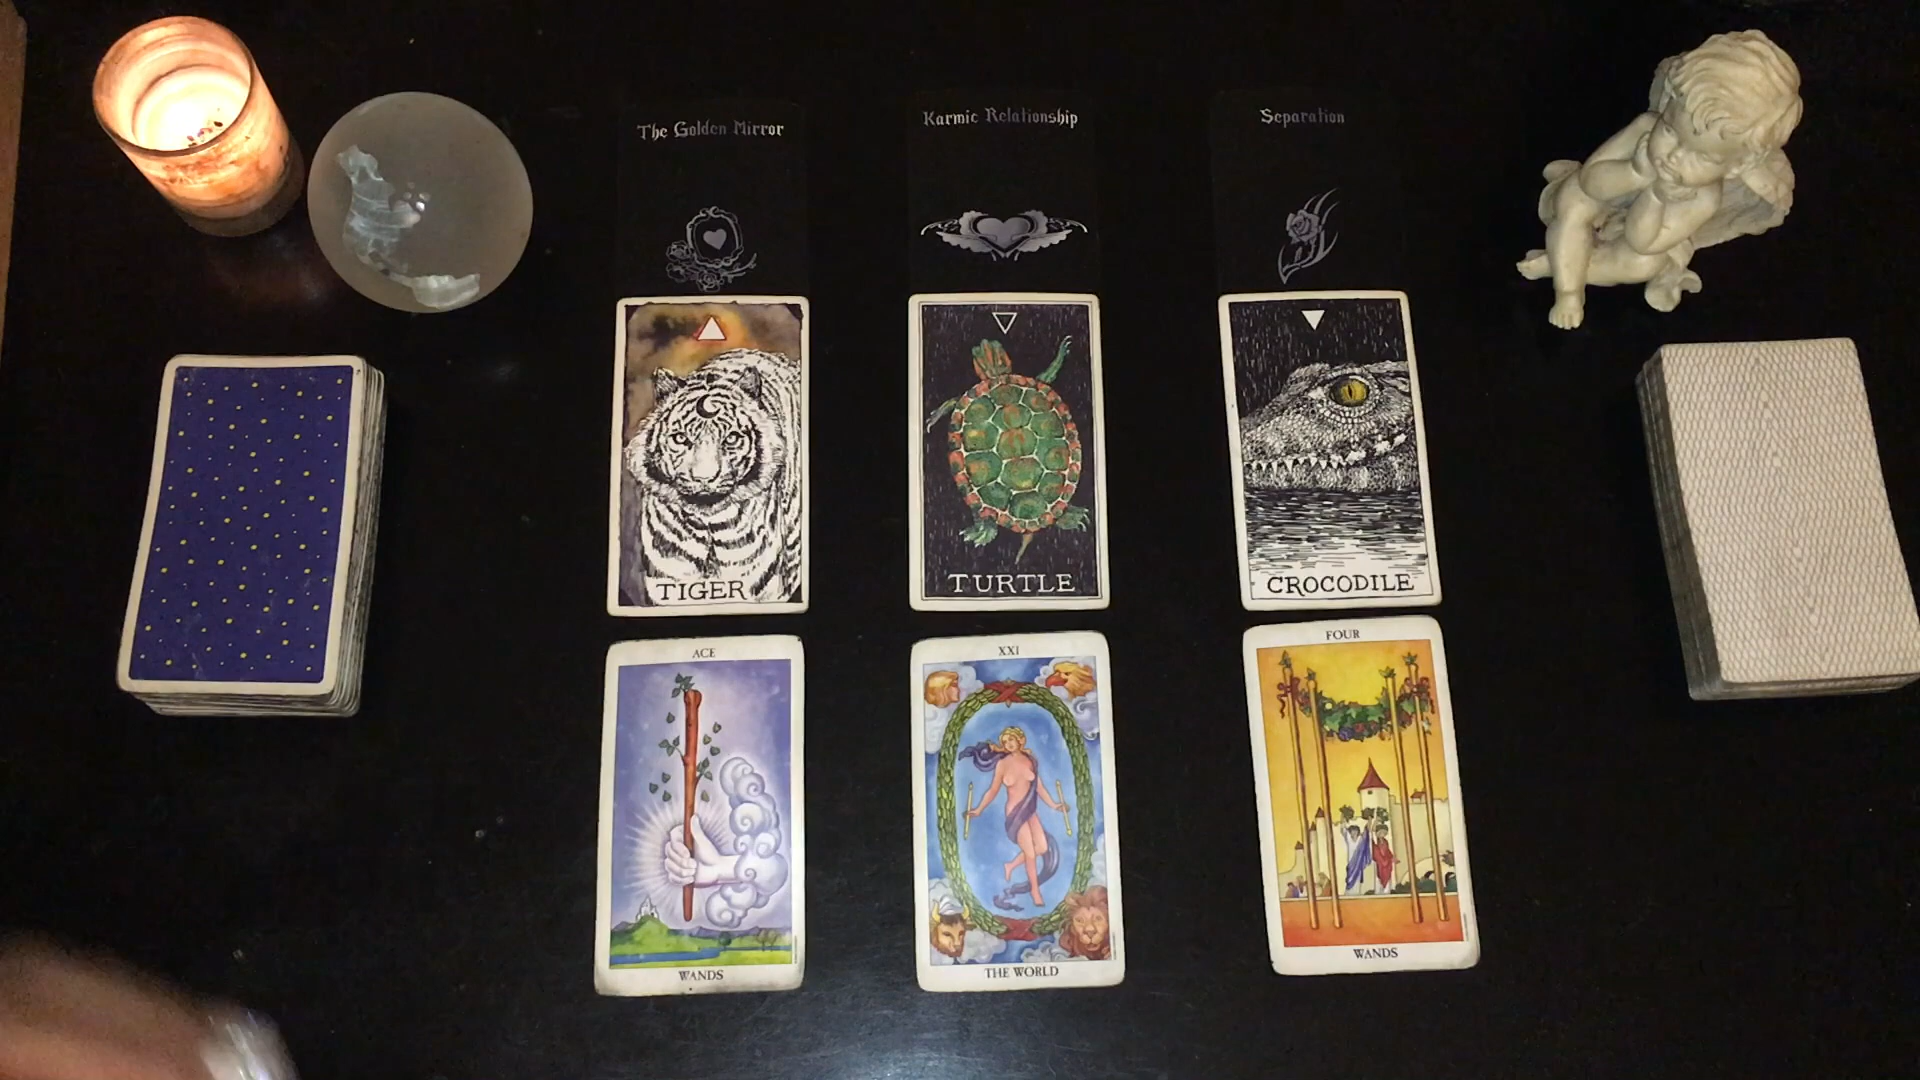 The Golden Mirror
Karmic Relationship
Separation
TIGER
TURTLE
CROCODILE
ACE
WANDS
XXI
THE WORLD
FOUR
WANDS